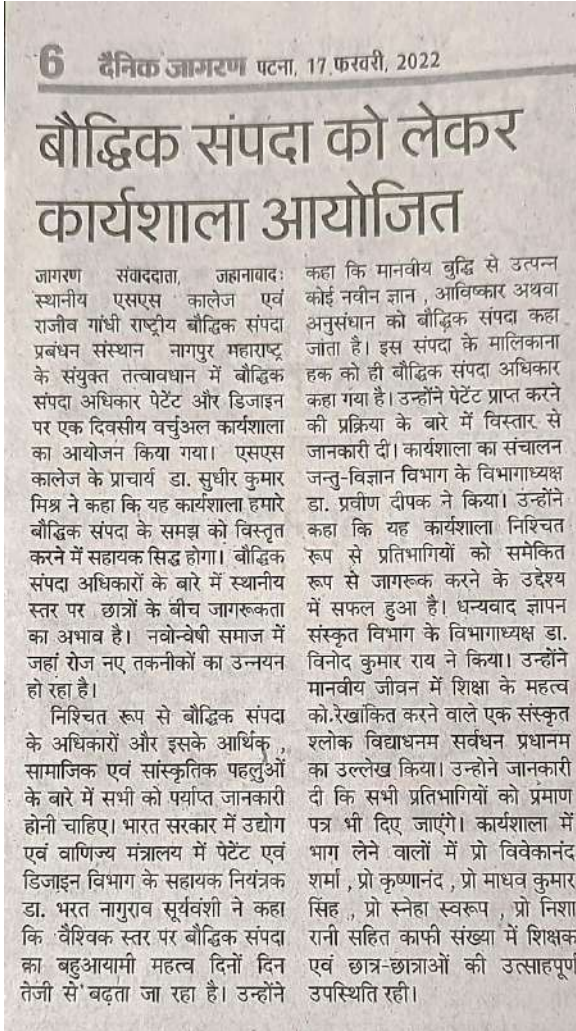 6 दैनिक जागरण पटना, 17 फरवरी, 2022
बौद्धिक संपदा को लेकर
कार्यशाला आयोजित
जागरण संवाददाता, जहानाबाद:
स्थानीय एसएस कालेज एवं
राजीव गांधी राष्ट्रीय बौद्धिक संपदा
प्रबंधन संस्थान नागपुर महाराष्ट्र
के संयुक्त तत्वावधान में बौद्धिक
संपदा अधिकार पेटेंट और डिजाइन
पर एक दिवसीय वर्चुअल कार्यशाला
का आयोजन किया गया। एसएस
कालेज के प्राचार्य डा. सुधीर कुमार
मिश्र ने कहा कि यह कार्यशाला हमारे
बौद्धिक संपदा के समझ को विस्तृत
करने में सहायक सिद्ध होगा। बौद्धिक
संपदा अधिकारों के बारे में स्थानीय
स्तर पर छात्रों के बीच जागरूकता
का अभाव है। नवोन्वेषी समाज में
जहां रोज नए तकनीकों का उन्नयन
हो रहा है।
निश्चित रूप से बौद्धिक संपदा
के अधिकारों और इसके आर्थिक ,
सामाजिक एवं सांस्कृतिक पहलुओं
के बारे में सभी को पर्याप्त जानकारी
होनी चाहिए। भारत सरकार में उद्योग
एवं वाणिज्य मंत्रालय में पेटेंट एवं
डिजाइन विभाग के सहायक नियंत्रक
डा. भरत नागुराव सूर्यवंशी ने कहा
कि वैश्विक स्तर पर बौद्धिक संपदा
का बहुआयामी महत्व दिनों दिन
तेजी से बढ़ता जा रहा है। उन्होंने
कहा कि मानवीय बुद्धि से उत्पन्न
कोई नवीन ज्ञान , आविष्कार अथवा
अनुसंधान को बौद्धिक संपदा कहा
जाता है। इस संपदा के मालिकाना
हक को ही बौद्धिक संपदा अधिकार
कहा गया है। उन्होंने पेटेंट प्राप्त करने
की प्रक्रिया के बारे में विस्तार से
जानकारी दी। कार्यशाला का संचालन
जन्तु-विज्ञान विभाग के विभागाध्यक्ष
डा. प्रवीण दीपक ने किया। उन्होंने
कहा कि यह कार्यशाला निश्चित
रूप से प्रतिभागियों को समेकित
रूप से जागरूक करने के उद्देश्य
में सफल हुआ है। धन्यवाद ज्ञापन
संस्कृत विभाग के विभागाध्यक्ष डा.
विनोद कुमार राय ने किया। उन्होंने
मानवीय जीवन में शिक्षा के महत्व
को रेखांकित करने वाले एक संस्कृत
श्लोक विद्याधनम सर्वधन प्रधानम
का उल्लेख किया। उन्होने जानकारी
दी कि सभी प्रतिभागियों को प्रमाण
पत्र भी दिए जाएंगे। कार्यशाला में
भाग लेने वालों में प्रो विवेकानंद
शर्मा , प्रो कृष्णानंद , प्रो माधव कुमार
सिंह , प्रो स्नेहा स्वरूप , प्रो निशा
रानी सहित काफी संख्या में शिक्षक
एवं छात्र-छात्राओं की उत्साहपूर्ण
उपस्थिति रही।